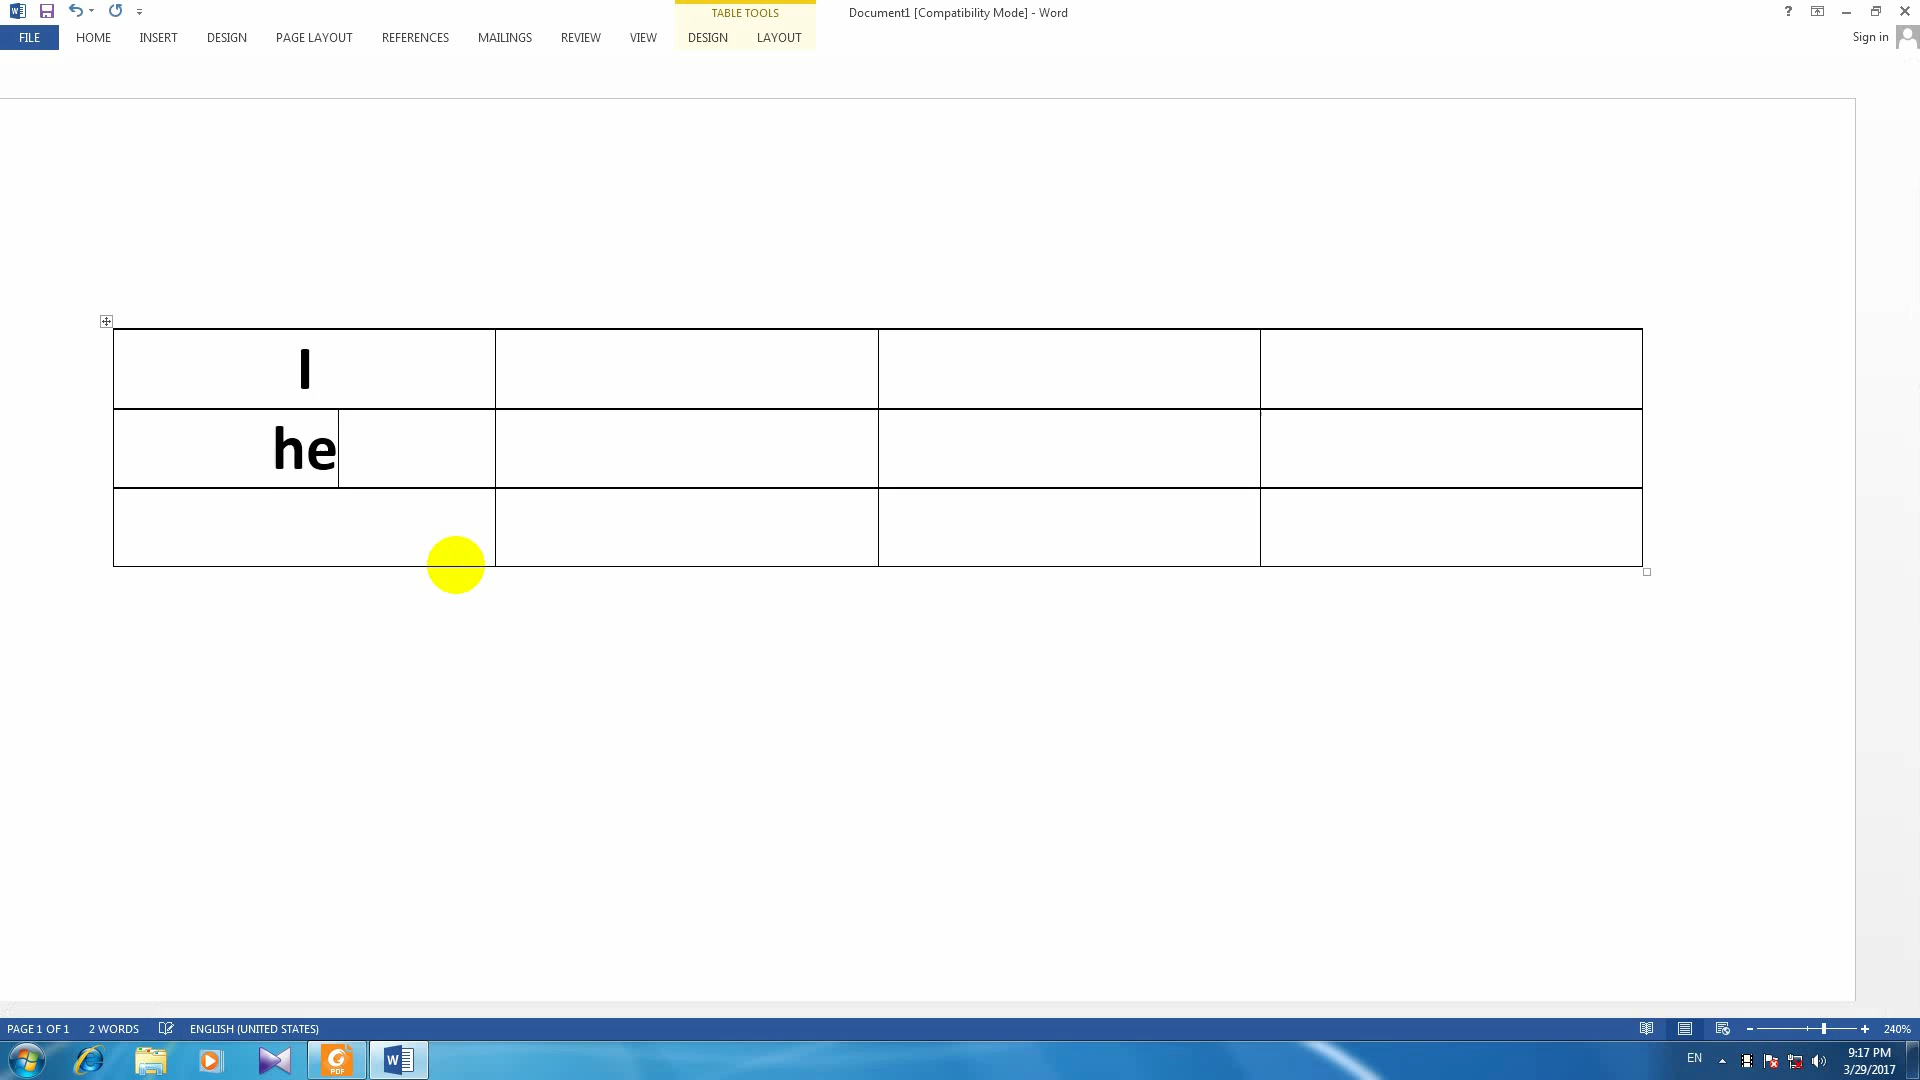 TABLE TOOLS
Document1 [Compatibility Mode] - Word
FILE HOME INSERT DESIGN PAGE LAYOUT REFERENCES MAILINGS REVIEW VIEW DESIGN LAYOUT
Sign in
I
he
PAGE 1 OF 1 2 WORDS ENGLISH (UNITED STATES) 240%
PDF
EN
9:17 PM
3/29/2017